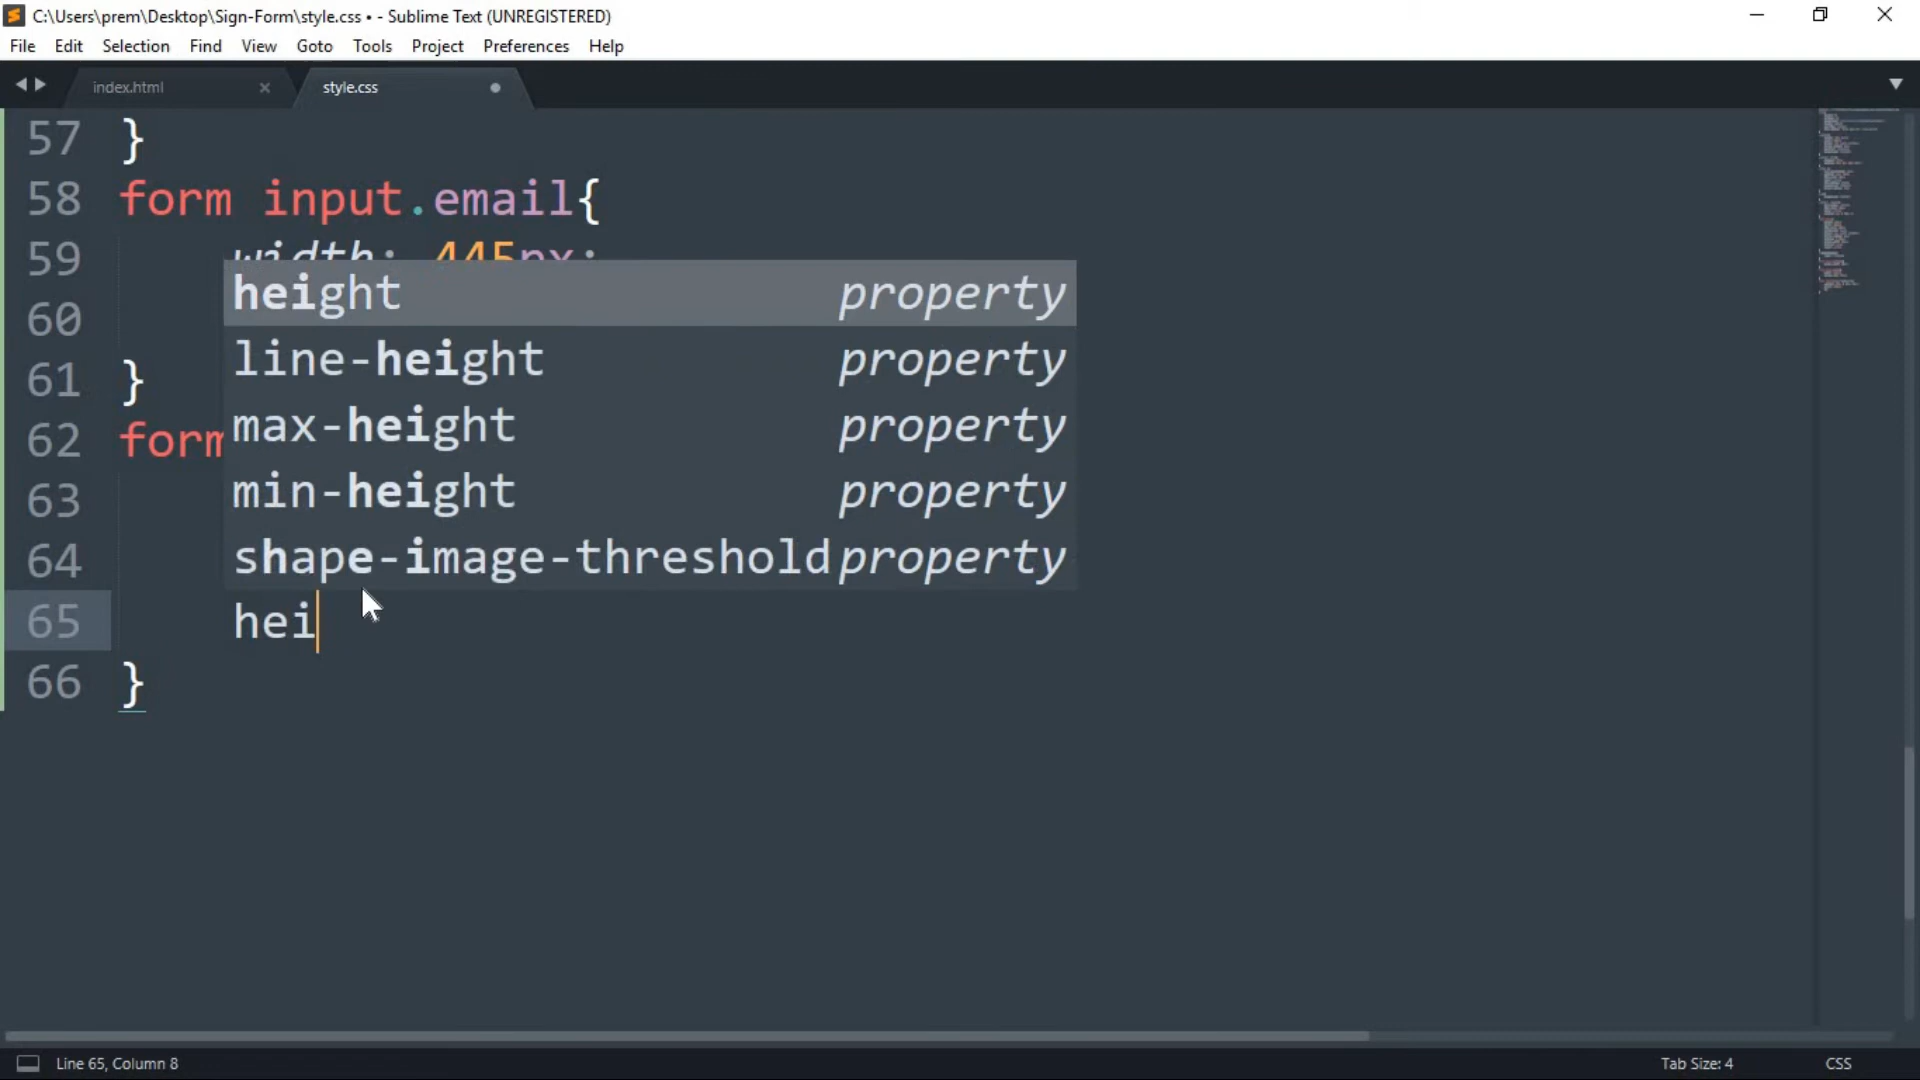 C:\Users\prem\Desktop\Sign-Form\style.css • - Sublime Text (UNREGISTERED)
File Edit Selection Find View Goto Tools Project Preferences Help
index.html × style.css
57 }
58 form input.email{
59 width: 445px;
60
61 }
62 form
63
64
65 hei
66 }
height property
line-height property
max-height property
min-height property
shape-image-threshold property
Line 65, Column 8
Tab Size: 4 CSS